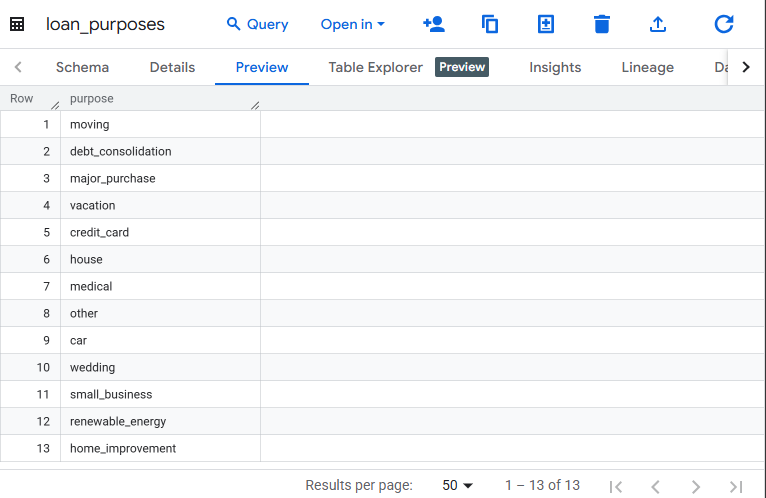 loan_purposes Query Open in
Schema Details Preview Table Explorer Preview Insights Lineage
Row purpose
1 moving
2 debt_consolidation
3 major_purchase
4 vacation
5 credit_card
6 house
7 medical
8 other
9 car
10 wedding
11 small_business
12 renewable_energy
13 home_improvement
Results per page: 50 1 – 13 of 13